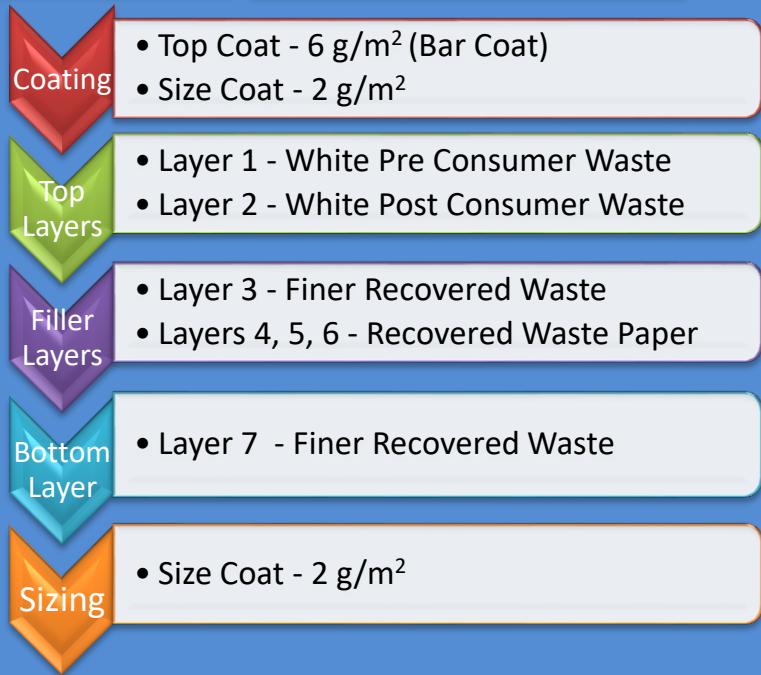 Coating
• Top Coat - 6 g/m² (Bar Coat)
• Size Coat - 2 g/m²
Top
Layers
• Layer 1 - White Pre Consumer Waste
• Layer 2 - White Post Consumer Waste
Filler
Layers
• Layer 3 - Finer Recovered Waste
• Layers 4, 5, 6 - Recovered Waste Paper
Bottom
Layer
• Layer 7 - Finer Recovered Waste
Sizing
• Size Coat - 2 g/m²